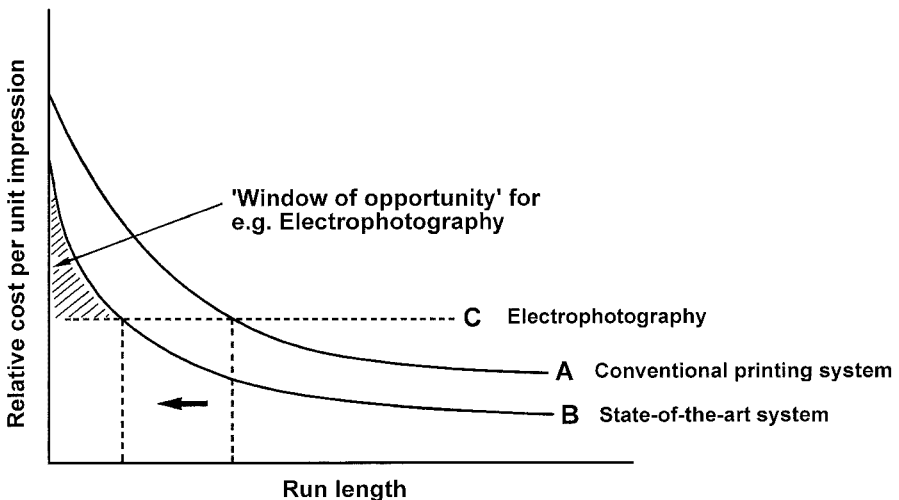 Relative cost per unit impression
'Window of opportunity' for
e.g. Electrophotography
C Electrophotography
A Conventional printing system
B State-of-the-art system
Run length